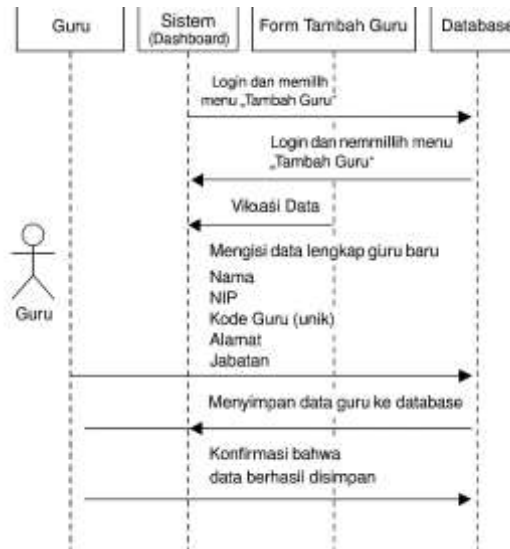 Guru
Sistem
(Dashboard)
Form Tambah Guru
Database
Login dan memillh
menu „Tambah Guru“
Login dan nemmillih menu
„Tambah Guru“
Data
Mengisi data lengkap guru baru
Nama
NIP
Kode Guru (unik)
Alamat
Jabatan
Guru
Menyimpan data guru ke database
Konfirmasi bahwa
data berhasil disimpan